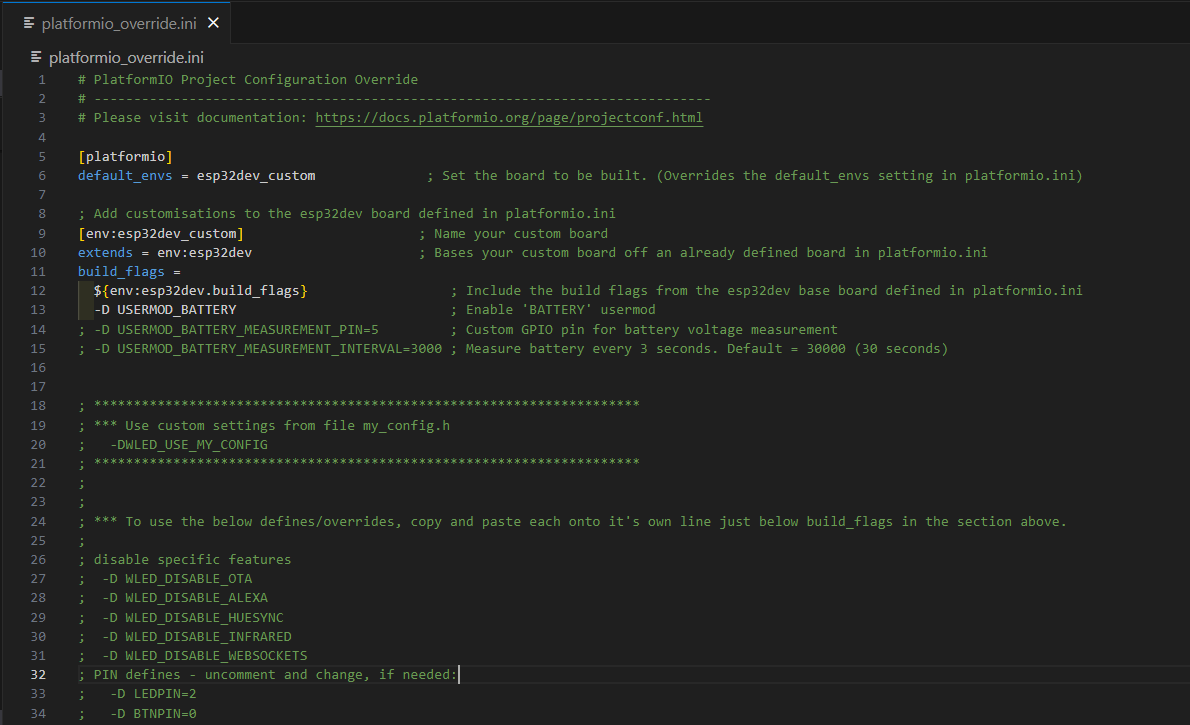 platformio_override.ini
platformio_override.ini
1 # PlatformIO Project Configuration Override
2 # ------------------------------------------------------------------------------
3 # Please visit documentation: https://docs.platformio.org/page/projectconf.html
4
5 [platformio]
6 default_envs = esp32dev_custom ; Set the board to be built. (Overrides the default_envs setting in platformio.ini)
7
8 ; Add customisations to the esp32dev board defined in platformio.ini
9 [env:esp32dev_custom] ; Name your custom board
10 extends = env:esp32dev ; Bases your custom board off an already defined board in platformio.ini
11 build_flags =
12 ${env:esp32dev.build_flags} ; Include the build flags from the esp32dev base board defined in platformio.ini
13 -D USERMOD_BATTERY ; Enable 'BATTERY' usermod
14 ; -D USERMOD_BATTERY_MEASUREMENT_PIN=5 ; Custom GPIO pin for battery voltage measurement
15 ; -D USERMOD_BATTERY_MEASUREMENT_INTERVAL=3000 ; Measure battery every 3 seconds. Default = 30000 (30 seconds)
16
17
18 ; *********************************************************************
19 ; *** Use custom settings from file my_config.h
20 ; -DWLED_USE_MY_CONFIG
21 ; *********************************************************************
22 ;
23 ;
24 ; *** To use the below defines/overrides, copy and paste each onto it's own line just below build_flags in the section above.
25 ;
26 ; disable specific features
27 ; -D WLED_DISABLE_OTA
28 ; -D WLED_DISABLE_ALEXA
29 ; -D WLED_DISABLE_HUESYNC
30 ; -D WLED_DISABLE_INFRARED
31 ; -D WLED_DISABLE_WEBSOCKETS
32 ; PIN defines - uncomment and change, if needed:
33 ; -D LEDPIN=2
34 ; -D BTNPIN=0